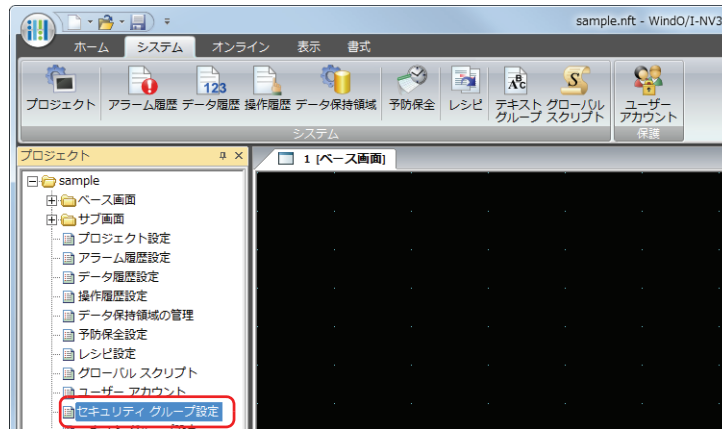 sample.nft - WindO/I-NV3
ホーム システム オンライン 表示 書式
プロジェクト アラーム履歴 データ履歴 操作履歴 データ保持領域 予防保全 レシピ テキスト グループ グローバル スクリプト ユーザー アカウント
システム 保護
プロジェクト
1 [ベース画面]
sample
ベース画面
サブ画面
プロジェクト設定
アラーム履歴設定
データ履歴設定
操作履歴設定
データ保持領域の管理
予防保全設定
レシピ設定
グローバル スクリプト
ユーザー アカウント
セキュリティ グループ設定